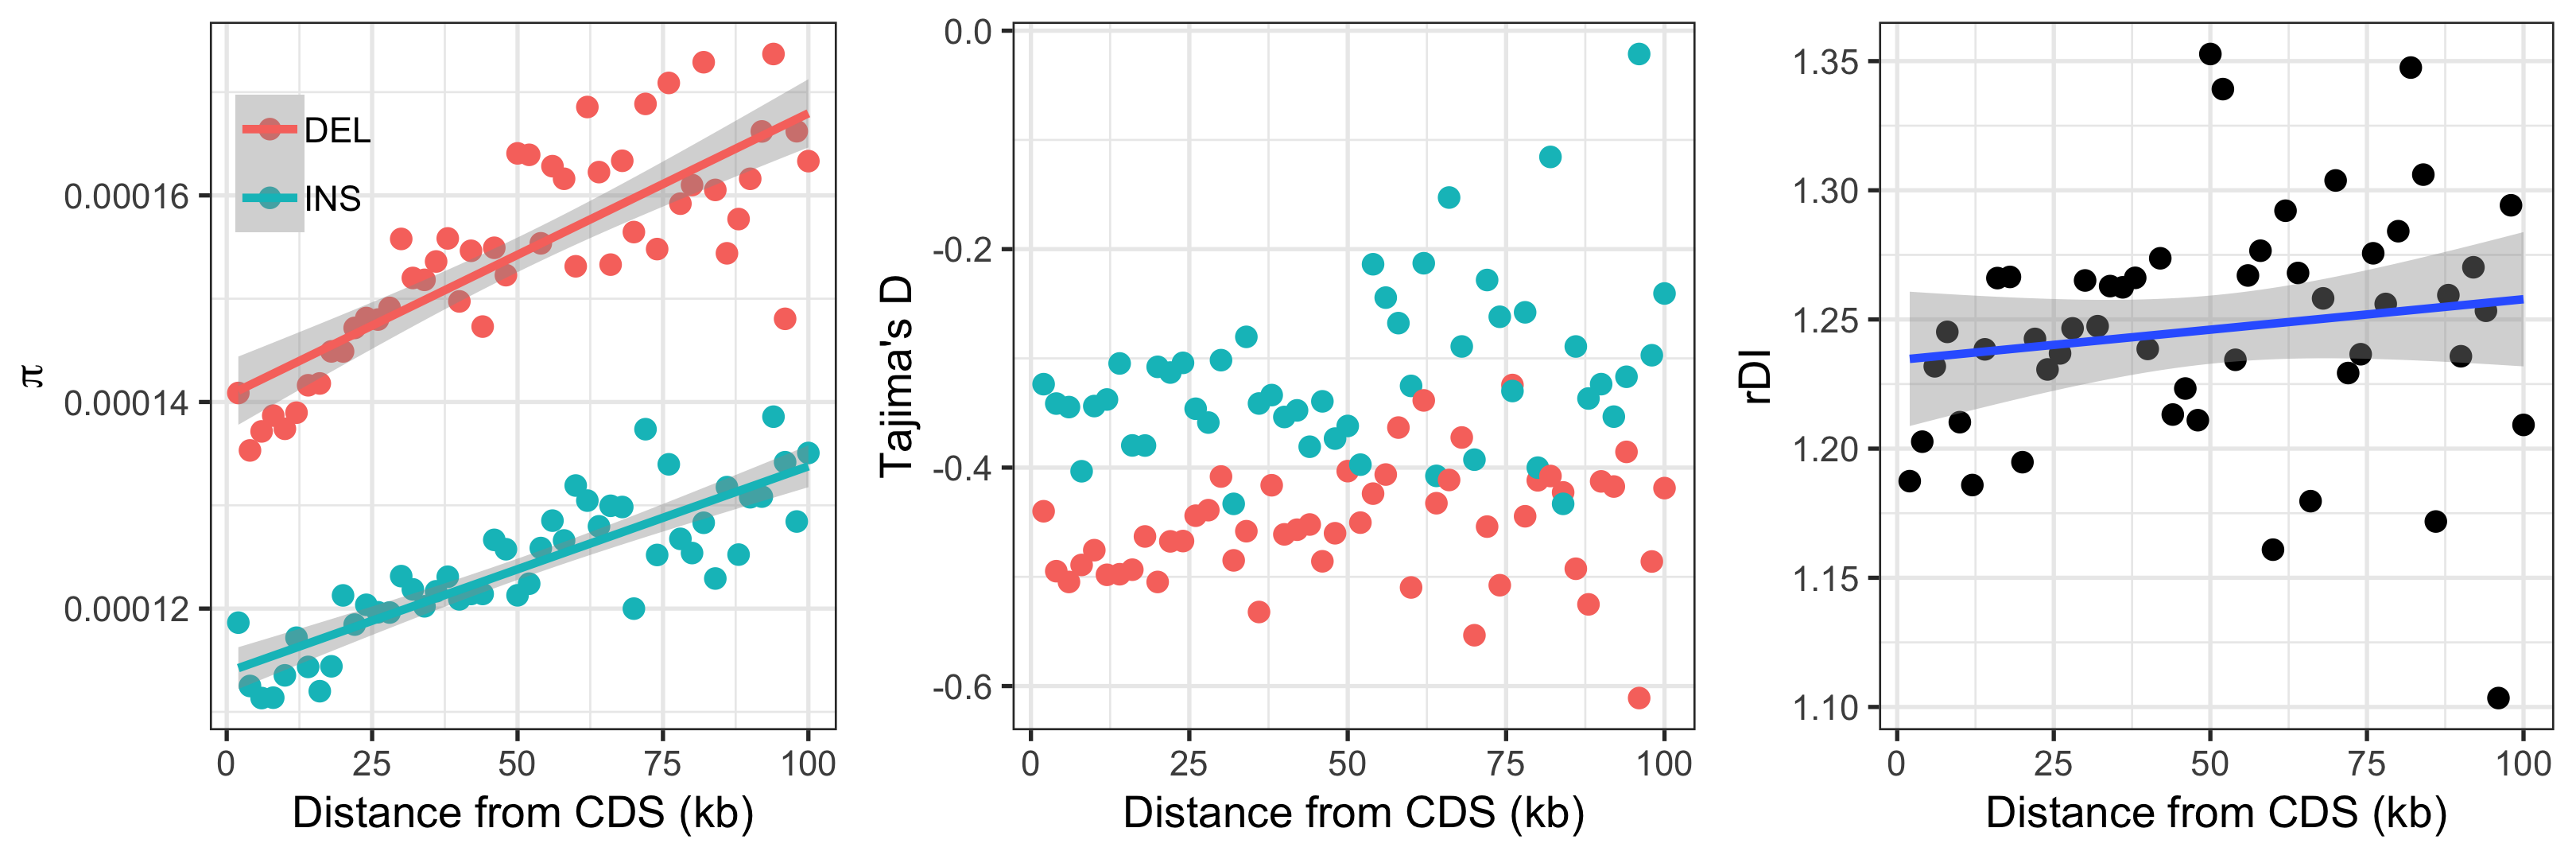 π
0.00016
0.00014
0.00012
DEL
INS
0 25 50 75 100
Distance from CDS (kb)
Tajima's D
0.0
-0.2
-0.4
-0.6
0 25 50 75 100
Distance from CDS (kb)
rDI
1.35
1.30
1.25
1.20
1.15
1.10
0 25 50 75 100
Distance from CDS (kb)